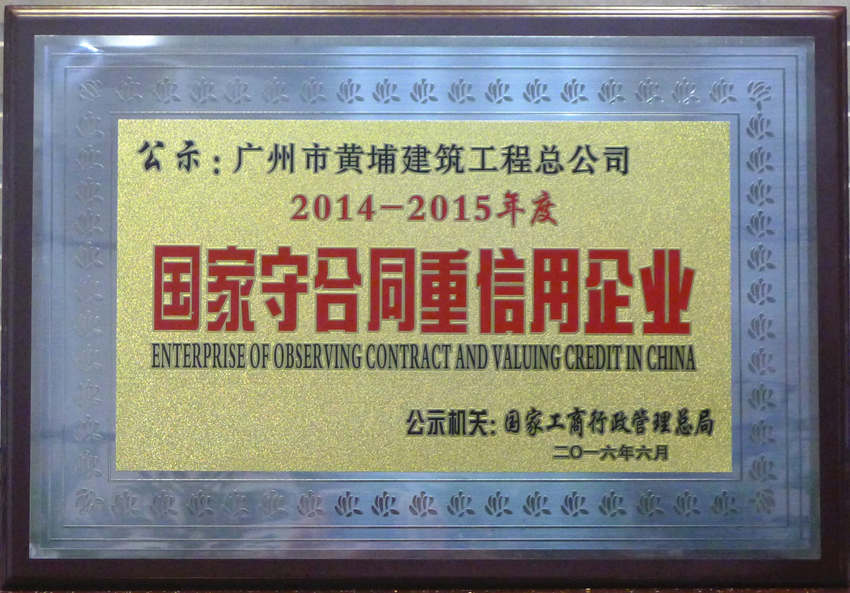 公示：广州市黄埔建筑工程总公司
2014-2015年度
国家守合同重信用企业
ENTERPRISE OF OBSERVING CONTRACT AND VALUING CREDIT IN CHINA
公示机关：国家工商行政管理总局
二〇一六年六月